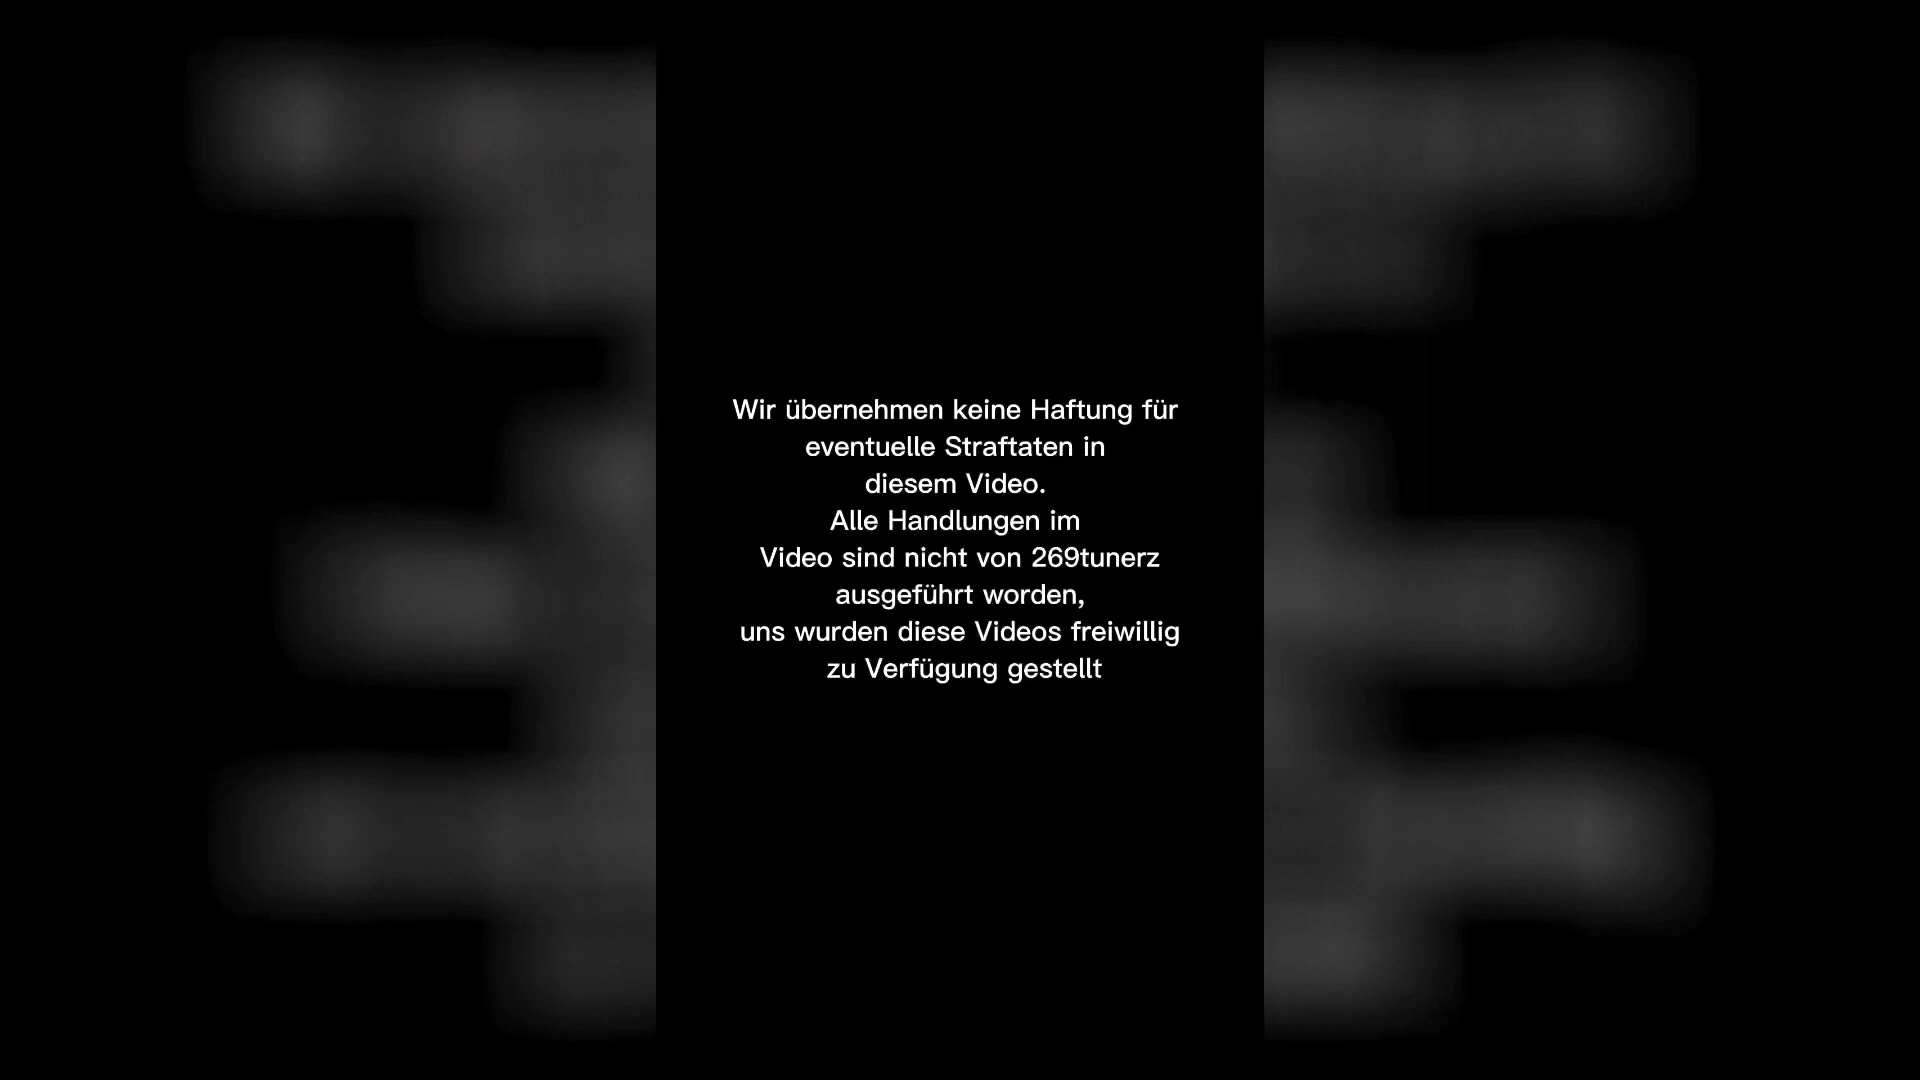 Wir übernehmen keine Haftung für
eventuelle Straftaten in
diesem Video.
Alle Handlungen im
Video sind nicht von 269tunerz
ausgeführt worden,
uns wurden diese Videos freiwillig
zu Verfügung gestellt